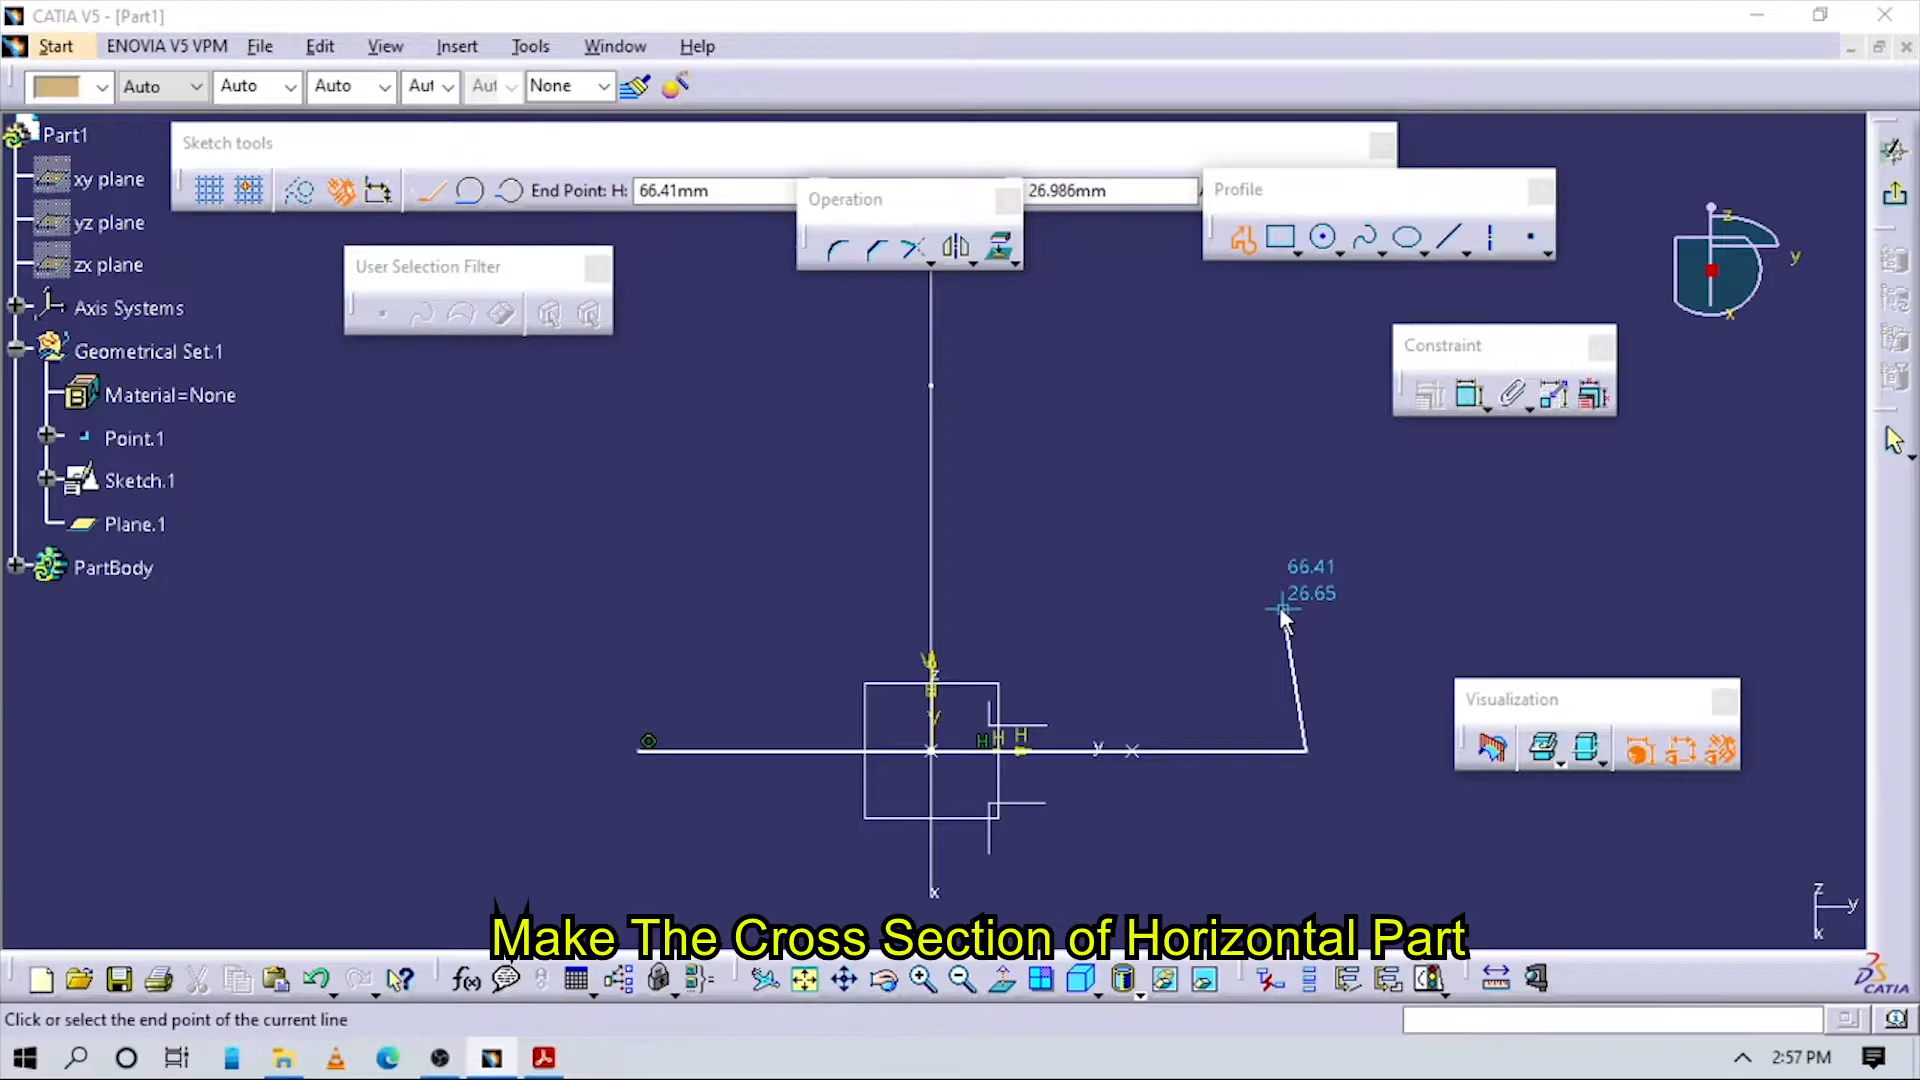 CATIA V5 - [Part1]
Start ENOVIA V5 VPM File Edit View Insert Tools Window Help
Auto Auto Auto Aut Aut None
Part1
Sketch tools
xy plane
End Point: H: 66.41mm 26.986mm
Operation
Profile
yz plane
zx plane
User Selection Filter
Axis Systems
Geometrical Set.1
Constraint
Material=None
Point.1
Sketch.1
Plane.1
PartBody
66.41
26.65
z
y
x
V
z
H
V
H H H
y
x
Visualization
z
y
x
Make The Cross Section of Horizontal Part
f(x)
CATIA
Click or select the end point of the current line
2:57 PM